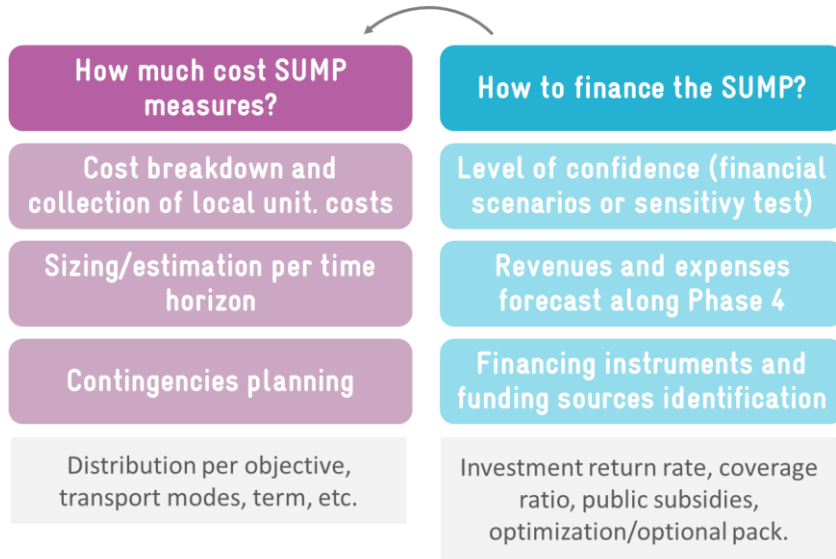 How much cost SUMP
measures?
Cost breakdown and
collection of local unit. costs
Sizing/estimation per time
horizon
Contingencies planning
Distribution per objective,
transport modes, term, etc.
How to finance the SUMP?
Level of confidence (financial
scenarios or sensitivy test)
Revenues and expenses
forecast along Phase 4
Financing instruments and
funding sources identification
Investment return rate, coverage
ratio, public subsidies,
optimization/optional pack.